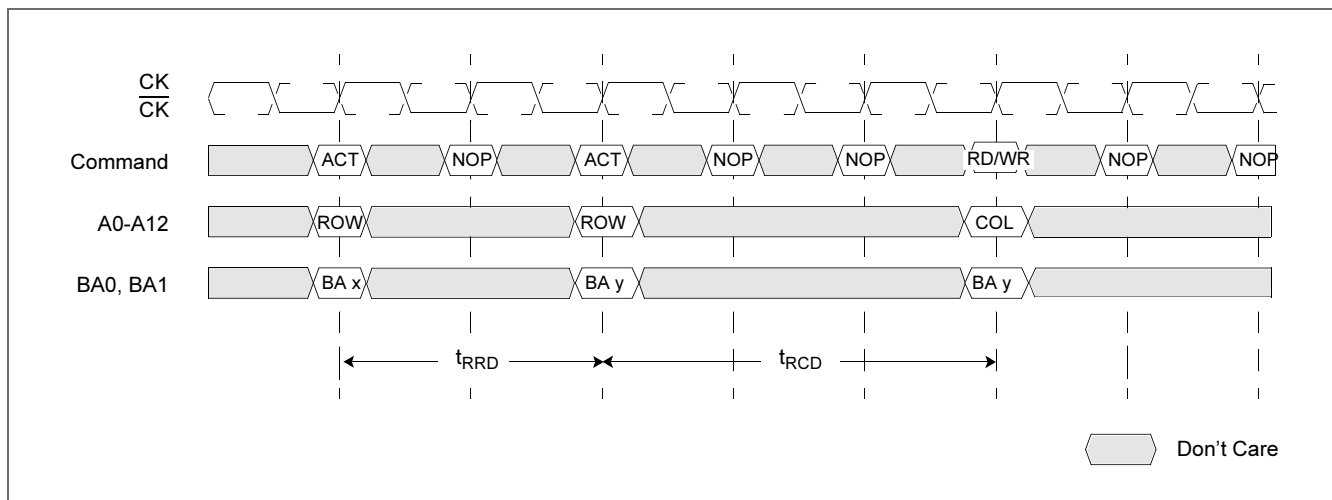 CK
CK
Command ACT NOP ACT NOP NOP RD/WR NOP NOP
A0-A12 ROW ROW COL
BA0, BA1 BA x BA y BA y
tRRD tRCD
Don't Care